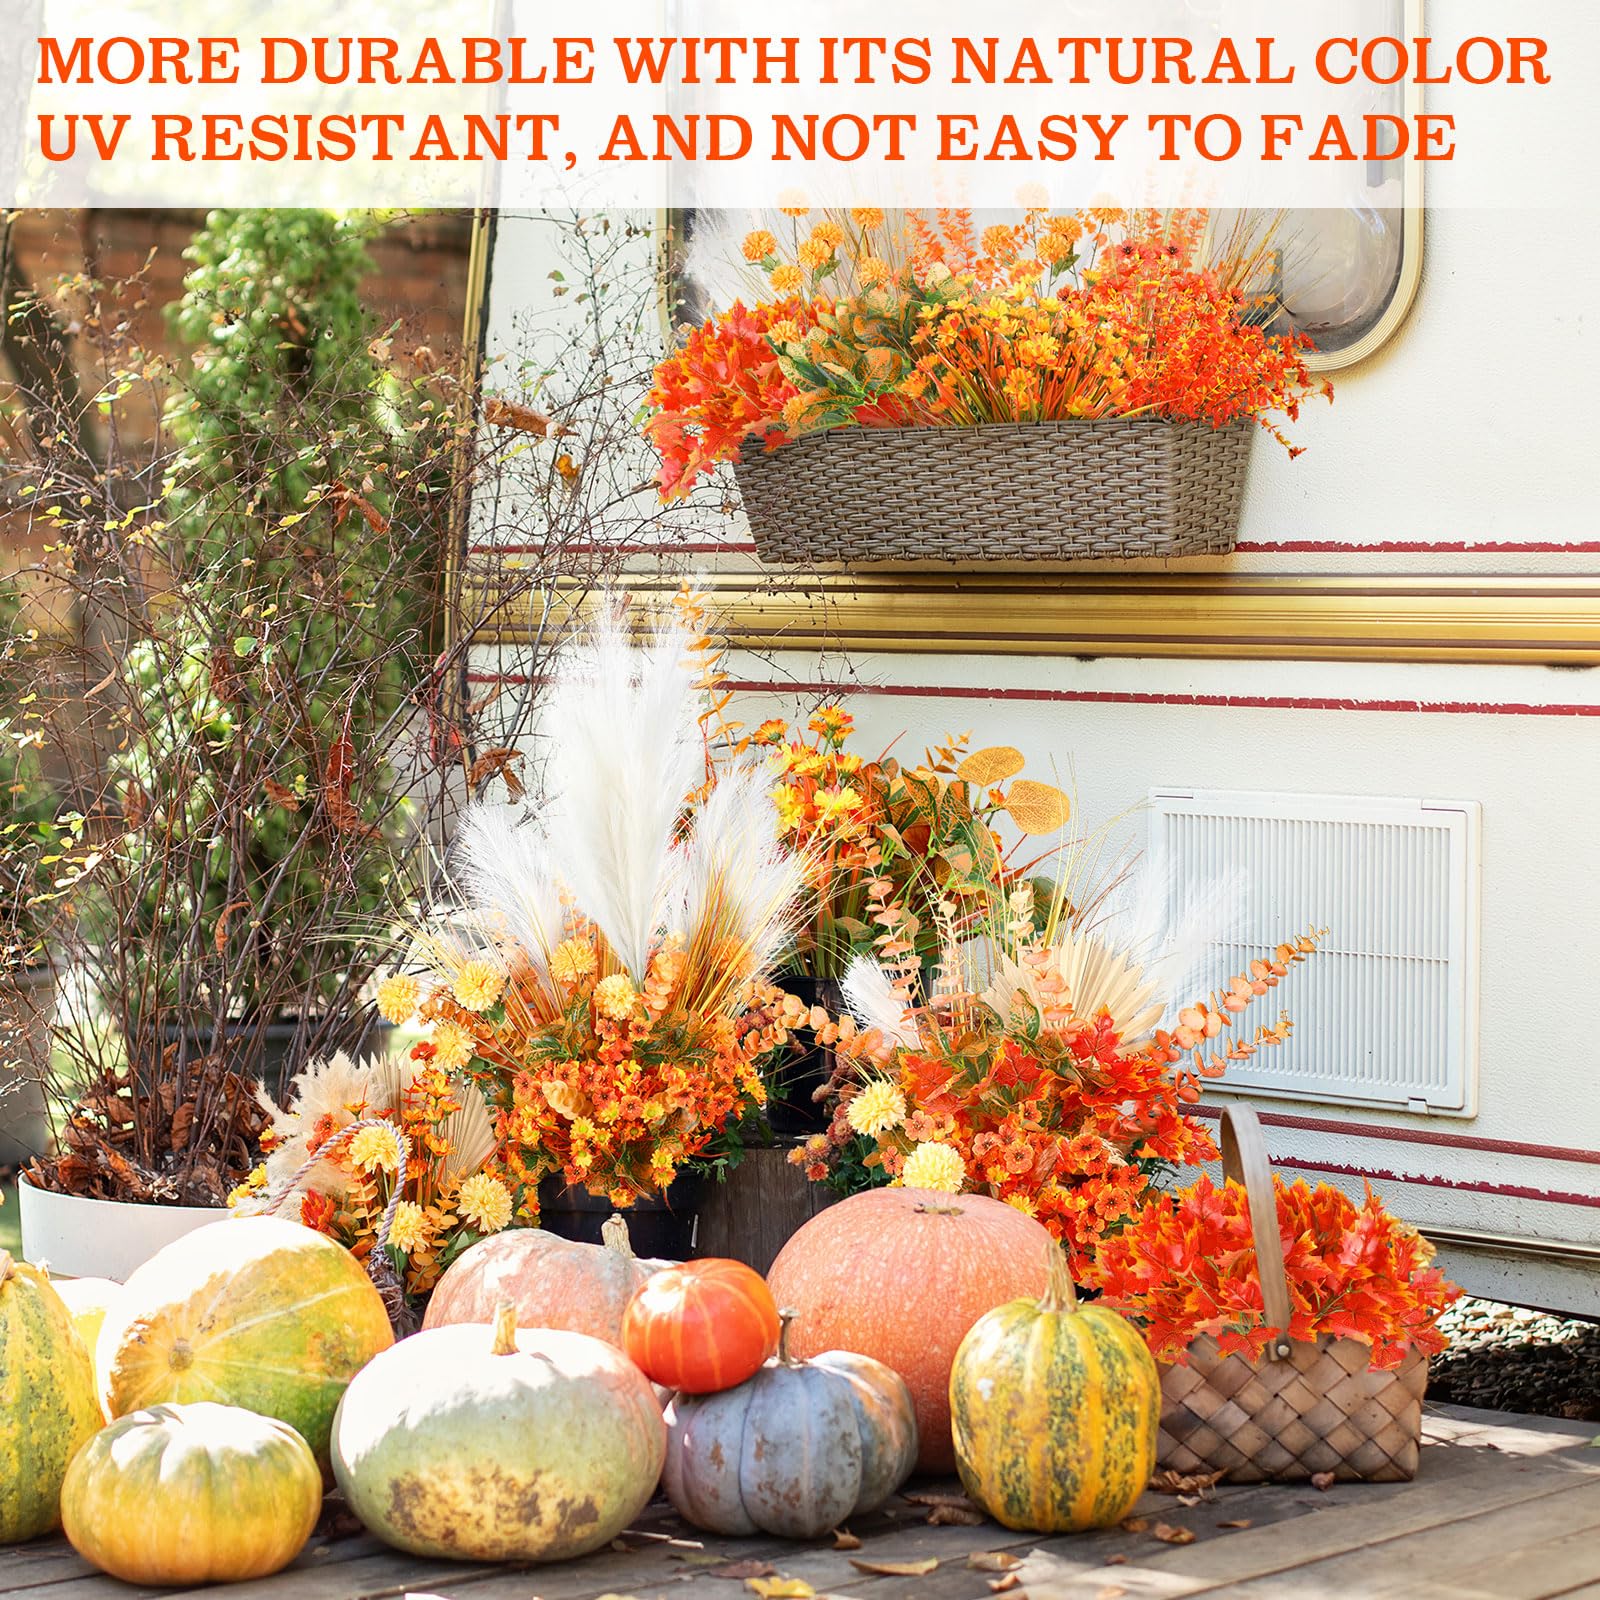 MORE DURABLE WITH ITS NATURAL COLOR
UV RESISTANT, AND NOT EASY TO FADE